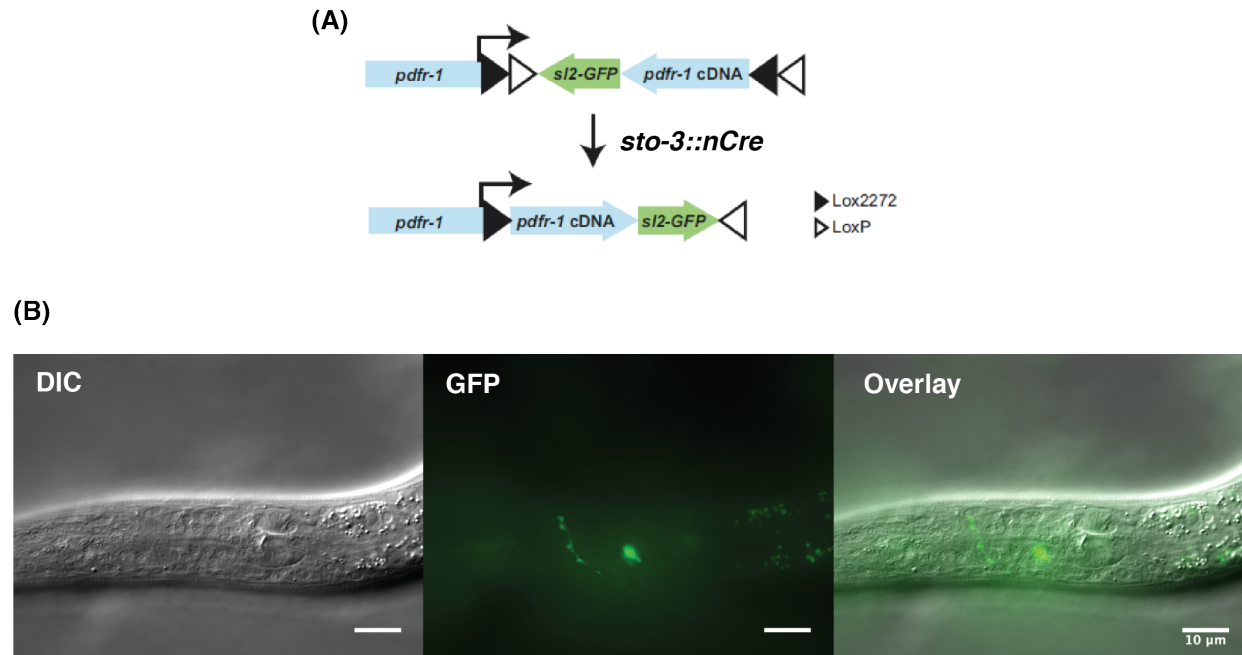 (A)
pdfr-1 sl2-GFP pdfr-1 cDNA
sto-3::nCre
pdfr-1 pdfr-1 cDNA sl2-GFP
Lox2272
LoxP
(B)
DIC GFP Overlay
10 µm